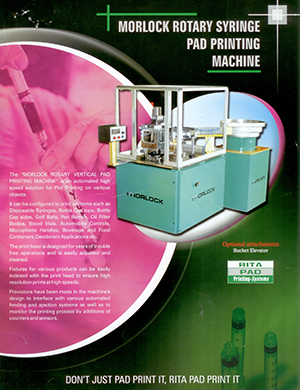 MORLOCK ROTARY SYRINGE
PAD PRINTING
MACHINE
The "MORLOCK ROTARY VERTICAL PAD
PRINTING MACHINE" is an automated high
speed solution for Pad Printing on various
objects.
It can be configured to print systems such as
Disposable Syringes, Bottle Cap tops, Bottle
Cap sides, Golf Balls, Pen Barrels, Oil Filter
Bodies, Blood Vials, Automotive Controls,
Microphone Handles, Beverage and Food
Containers, Deodorant Applicators etc.
The print head is designed for years of trouble
free operations and is easily adjusted and
cleaned.
Fixtures for various products can be easily
indexed with the print head to ensure high
resolution prints at high speeds.
Provisions have been made in the machine's
design to interface with various automated
feeding and ejection systems as well as to
monitor the printing process by additions of
counters and sensors.
MORLOCK
MORLOCK
Optional attachments
Bucket Elevator
RITA
PAD
Printing-Systems
DON'T JUST PAD PRINT IT, RITA PAD PRINT IT